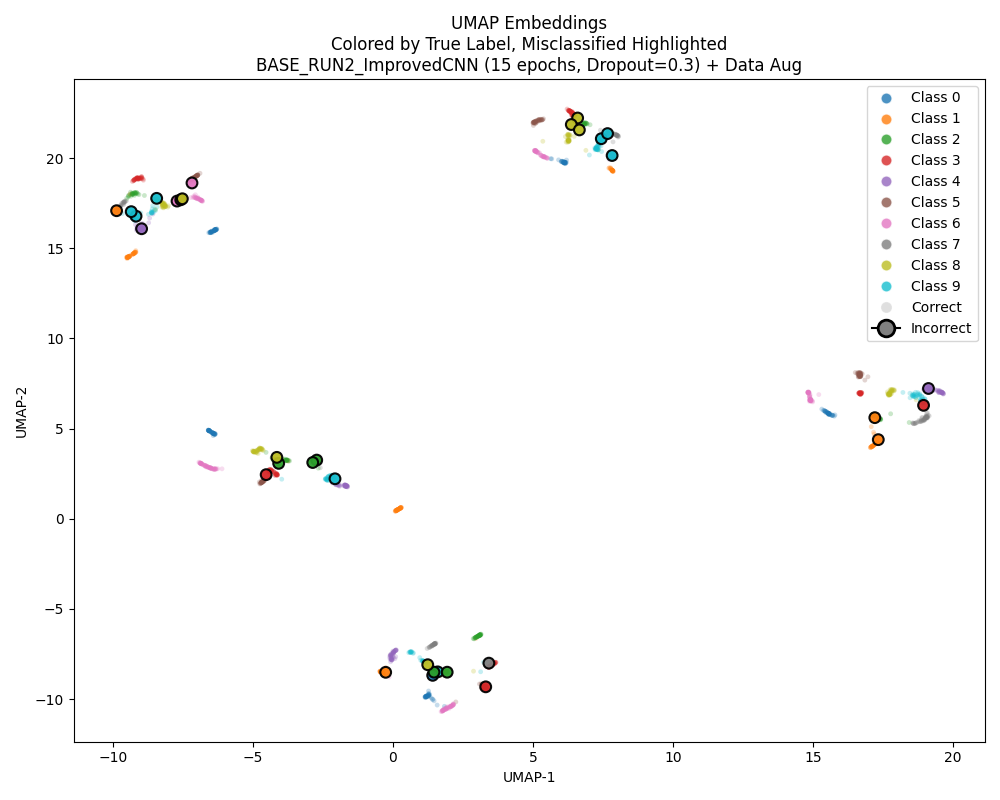 UMAP Embeddings
Colored by True Label, Misclassified Highlighted
BASE_RUN2_ImprovedCNN (15 epochs, Dropout=0.3) + Data Aug
Class 0
Class 1
Class 2
Class 3
Class 4
Class 5
Class 6
Class 7
Class 8
Class 9
Correct
Incorrect
UMAP-2
20
15
10
5
0
−5
−10
−10
−5
0
5
10
15
20
UMAP-1